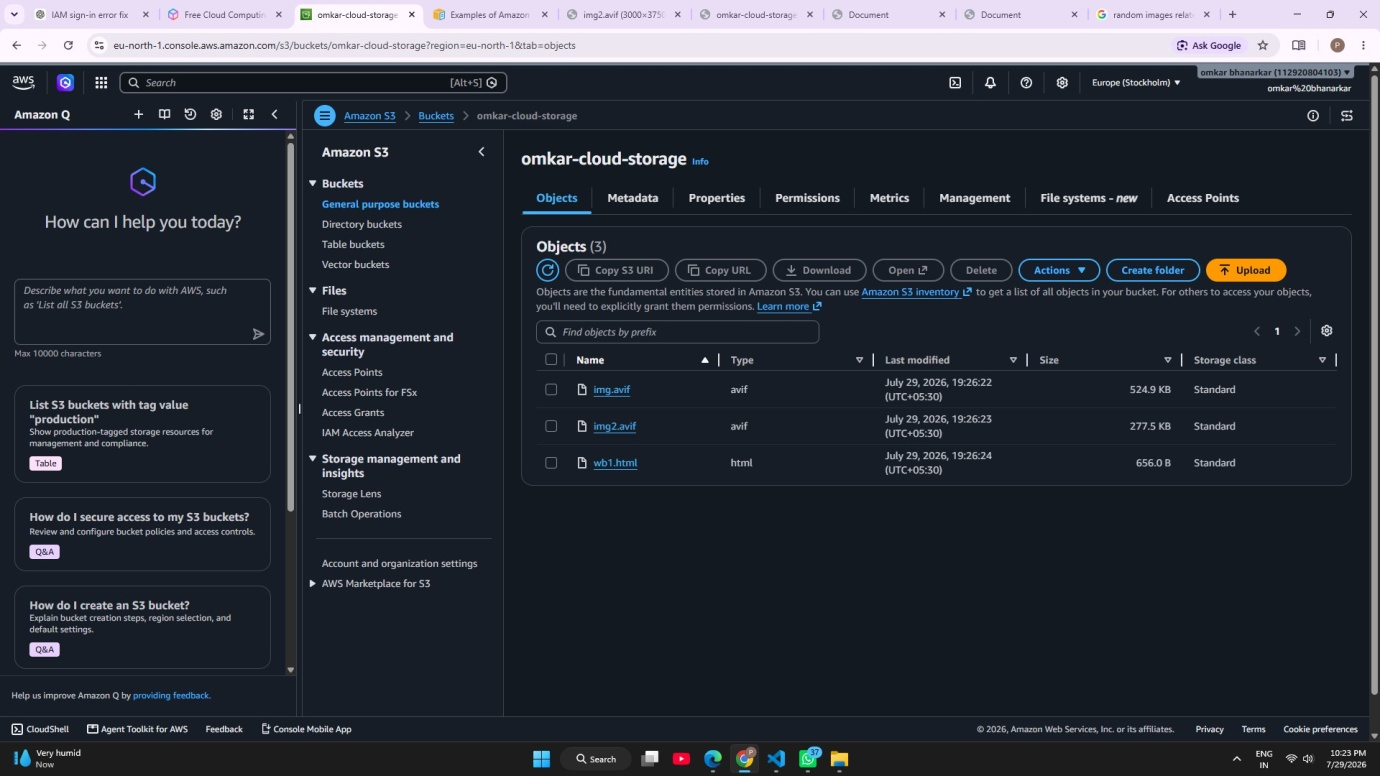 IAM sign-in error fix
Free Cloud Computin
omkar-cloud-storage
Examples of Amazon
img2.avif (3000×375
omkar-cloud-storage
Document
Document
random images relat
eu-north-1.console.aws.amazon.com/s3/buckets/omkar-cloud-storage?region=eu-north-1&tab=objects
Ask Google
P
aws
Search
[Alt+S]
Europe (Stockholm)
omkar bhanarkar (112920804103)
omkar%20bhanarkar
Amazon Q
Amazon S3
Buckets
omkar-cloud-storage
How can I help you today?
Describe what you want to do with AWS, such
as 'List all S3 buckets'.
Max 10000 characters
List S3 buckets with tag value
"production"
Show production-tagged storage resources for
management and compliance.
Table
How do I secure access to my S3 buckets?
Review and configure bucket policies and access controls.
Q&A
How do I create an S3 bucket?
Explain bucket creation steps, region selection, and
default settings.
Q&A
Help us improve Amazon Q by providing feedback.
Amazon S3
Buckets
General purpose buckets
Directory buckets
Table buckets
Vector buckets
Files
File systems
Access management and
security
Access Points
Access Points for FSx
Access Grants
IAM Access Analyzer
Storage management and
insights
Storage Lens
Batch Operations
Account and organization settings
AWS Marketplace for S3
omkar-cloud-storage Info
Objects
Metadata
Properties
Permissions
Metrics
Management
File systems - new
Access Points
Objects (3)
Copy S3 URI
Copy URL
Download
Open
Delete
Actions
Create folder
Upload
Objects are the fundamental entities stored in Amazon S3. You can use Amazon S3 inventory to get a list of all objects in your bucket. For others to access your objects,
you'll need to explicitly grant them permissions. Learn more
Find objects by prefix
1
Name Type Last modified Size Storage class
img.avif avif July 29, 2026, 19:26:22 (UTC+05:30) 524.9 KB Standard
img2.avif avif July 29, 2026, 19:26:23 (UTC+05:30) 277.5 KB Standard
wb1.html html July 29, 2026, 19:26:24 (UTC+05:30) 656.0 B Standard
CloudShell
Agent Toolkit for AWS
Feedback
Console Mobile App
© 2026, Amazon Web Services, Inc. or its affiliates.
Privacy
Terms
Cookie preferences
Very humid
Now
Search
37
ENG
IN
10:23 PM
7/29/2026